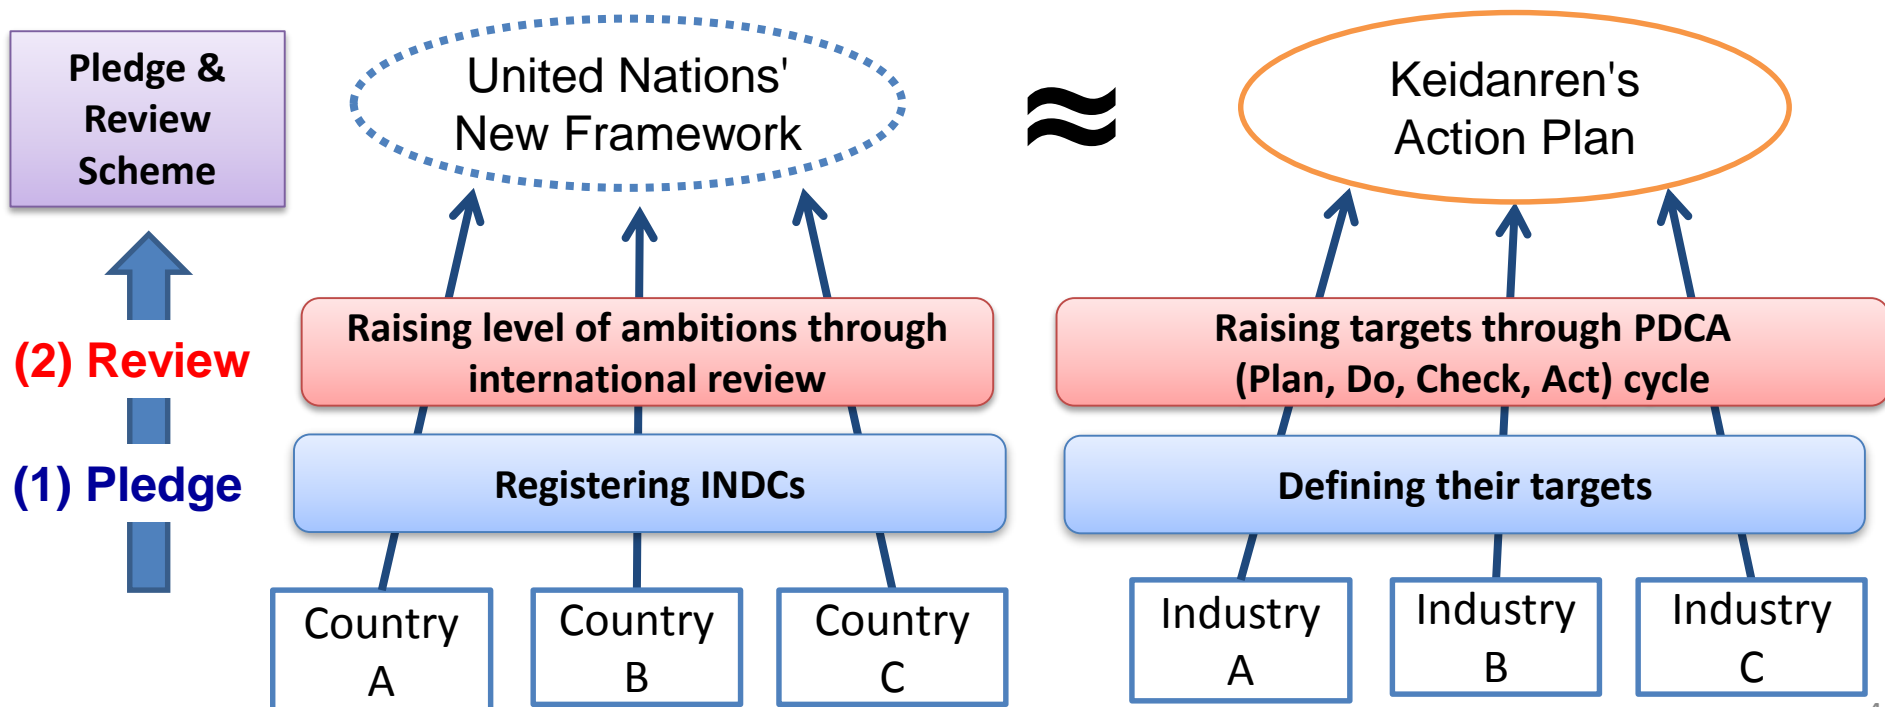 Pledge &
Review
Scheme
United Nations'
New Framework
≈
Keidanren's
Action Plan
(2) Review
Raising level of ambitions through
international review
Raising targets through PDCA
(Plan, Do, Check, Act) cycle
(1) Pledge
Registering INDCs
Defining their targets
Country
A
Country
B
Country
C
Industry
A
Industry
B
Industry
C